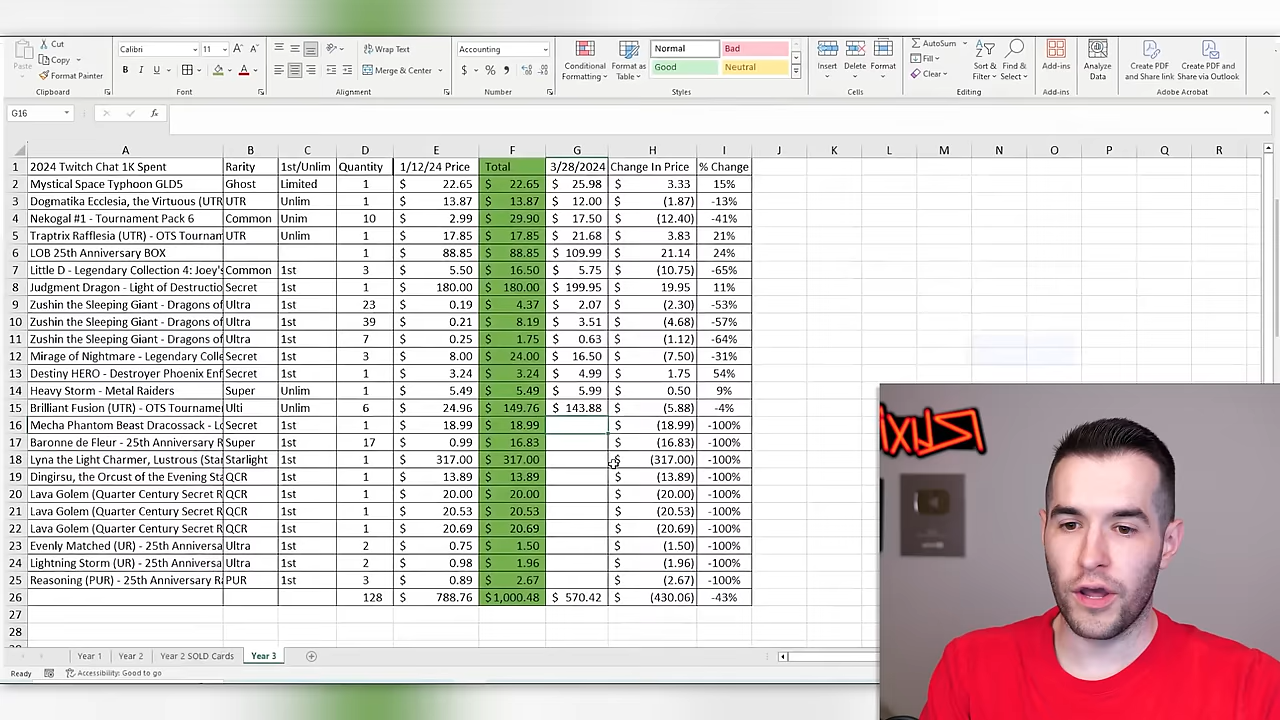 Cut
Copy
Paste
Format Painter
Clipboard
Calibri 11 A A
B I U A
Font
Wrap Text
Merge & Center
Alignment
Accounting
$ %
Number
Conditional Formatting
Format as Table
Normal Bad
Good Neutral
Styles
Insert Delete Format
Cells
AutoSum
Fill
Clear
Sort & Filter
Find & Select
Editing
Add-ins
Add-ins
Analyze Data
Create PDF and Share link
Create PDF and Share via Outlook
Adobe Acrobat
G16 fx
A B C D E F G H I J K L M N O P Q R
1 2024 Twitch Chat 1K Spent Rarity 1st/Unlim Quantity 1/12/24 Price Total 3/28/2024 Change In Price % Change
2 Mystical Space Typhoon GLD5 Ghost Limited 1 $ 22.65 $ 22.65 $ 25.98 $ 3.33 15%
3 Dogmatika Ecclesia, the Virtuous (UTR UTR Unlim 1 $ 13.87 $ 13.87 $ 12.00 $ (1.87) -13%
4 Nekogal #1 - Tournament Pack 6 Common Unim 10 $ 2.99 $ 29.90 $ 17.50 $ (12.40) -41%
5 Traptrix Rafflesia (UTR) - OTS Tournam UTR Unlim 1 $ 17.85 $ 17.85 $ 21.68 $ 3.83 21%
6 LOB 25th Anniversary BOX 1 $ 88.85 $ 88.85 $ 109.99 $ 21.14 24%
7 Little D - Legendary Collection 4: Joey's Common 1st 3 $ 5.50 $ 16.50 $ 5.75 $ (10.75) -65%
8 Judgment Dragon - Light of Destructio Secret 1st 1 $ 180.00 $ 180.00 $ 199.95 $ 19.95 11%
9 Zushin the Sleeping Giant - Dragons of Ultra 1st 23 $ 0.19 $ 4.37 $ 2.07 $ (2.30) -53%
10 Zushin the Sleeping Giant - Dragons of Ultra 1st 39 $ 0.21 $ 8.19 $ 3.51 $ (4.68) -57%
11 Zushin the Sleeping Giant - Dragons of Ultra 1st 7 $ 0.25 $ 1.75 $ 0.63 $ (1.12) -64%
12 Mirage of Nightmare - Legendary Colle Secret 1st 3 $ 8.00 $ 24.00 $ 16.50 $ (7.50) -31%
13 Destiny HERO - Destroyer Phoenix Enf Secret 1st 1 $ 3.24 $ 3.24 $ 4.99 $ 1.75 54%
14 Heavy Storm - Metal Raiders Super Unlim 1 $ 5.49 $ 5.49 $ 5.99 $ 0.50 9%
15 Brilliant Fusion (UTR) - OTS Tourname Ulti Unlim 6 $ 24.96 $ 149.76 $ 143.88 $ (5.88) -4%
16 Mecha Phantom Beast Dracossack - Lo Secret 1st 1 $ 18.99 $ 18.99 $ (18.99) -100%
17 Baronne de Fleur - 25th Anniversary R Super 1st 17 $ 0.99 $ 16.83 $ (16.83) -100%
18 Lyna the Light Charmer, Lustrous (Star Starlight 1st 1 $ 317.00 $ 317.00 $ (317.00) -100%
19 Dingirsu, the Orcust of the Evening Sta QCR 1st 1 $ 13.89 $ 13.89 $ (13.89) -100%
20 Lava Golem (Quarter Century Secret R QCR 1st 1 $ 20.00 $ 20.00 $ (20.00) -100%
21 Lava Golem (Quarter Century Secret R QCR 1st 1 $ 20.53 $ 20.53 $ (20.53) -100%
22 Lava Golem (Quarter Century Secret R QCR 1st 1 $ 20.69 $ 20.69 $ (20.69) -100%
23 Evenly Matched (UR) - 25th Anniversa Ultra 1st 2 $ 0.75 $ 1.50 $ (1.50) -100%
24 Lightning Storm (UR) - 25th Anniversa Ultra 1st 2 $ 0.98 $ 1.96 $ (1.96) -100%
25 Reasoning (PUR) - 25th Anniversary Ra PUR 1st 3 $ 0.89 $ 2.67 $ (2.67) -100%
26 128 $ 788.76 $1,000.48 $ 570.42 $ (430.06) -43%
27
28
Year 1 Year 2 Year 2 SOLD Cards Year 3
Ready Accessibility: Good to go